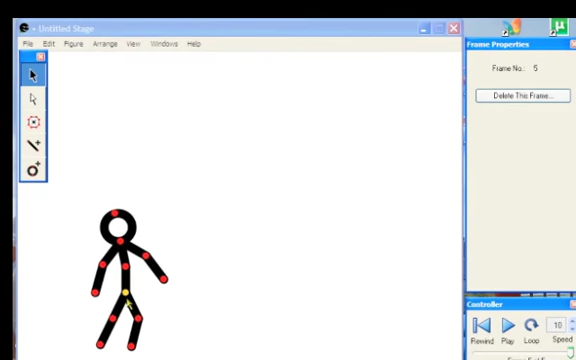 - Untitled Stage
File Edit Figure Arrange View Windows Help
Frame Properties
Frame No.: 5
Delete This Frame...
Controller
10
Rewind Play Loop Speed